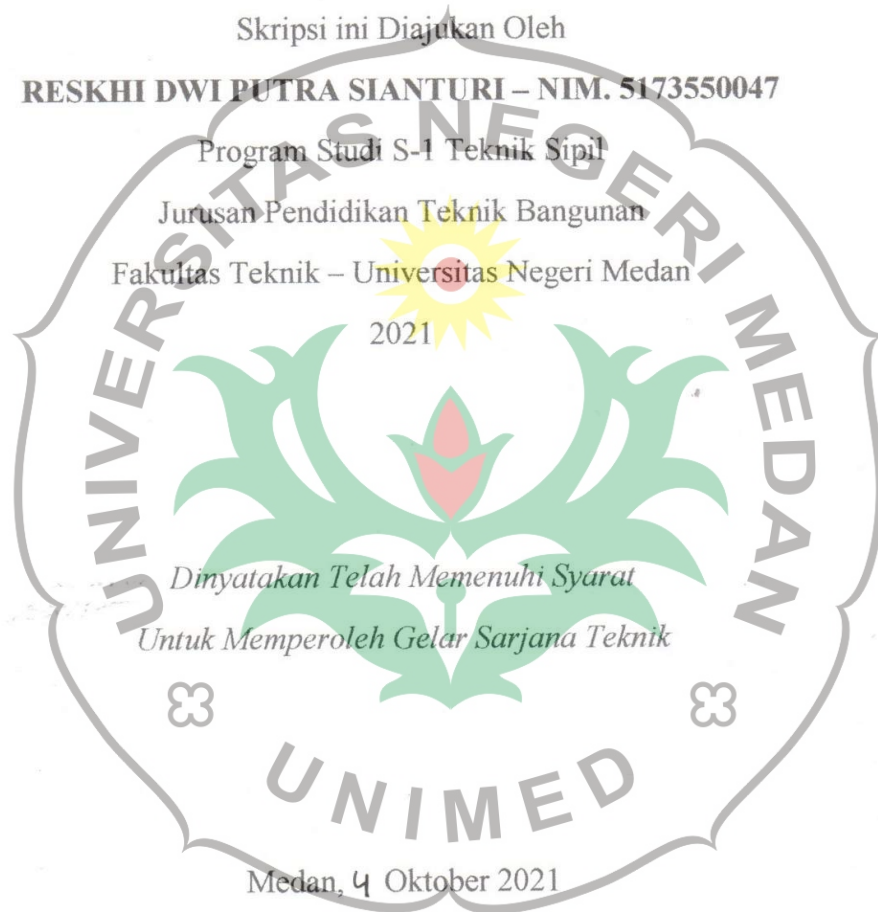 Skripsi ini Diajukan Oleh
RESKHI DWI PUTRA SIANTURI – NIM. 5173550047
Program Studi S-1 Teknik Sipil
Jurusan Pendidikan Teknik Bangunan
Fakultas Teknik – Universitas Negeri Medan
2021
Dinyatakan Telah Memenuhi Syarat
Untuk Memperoleh Gelar Sarjana Teknik
Medan, 4 Oktober 2021
UNIVERSITAS NEGERI MEDAN
UNIMED